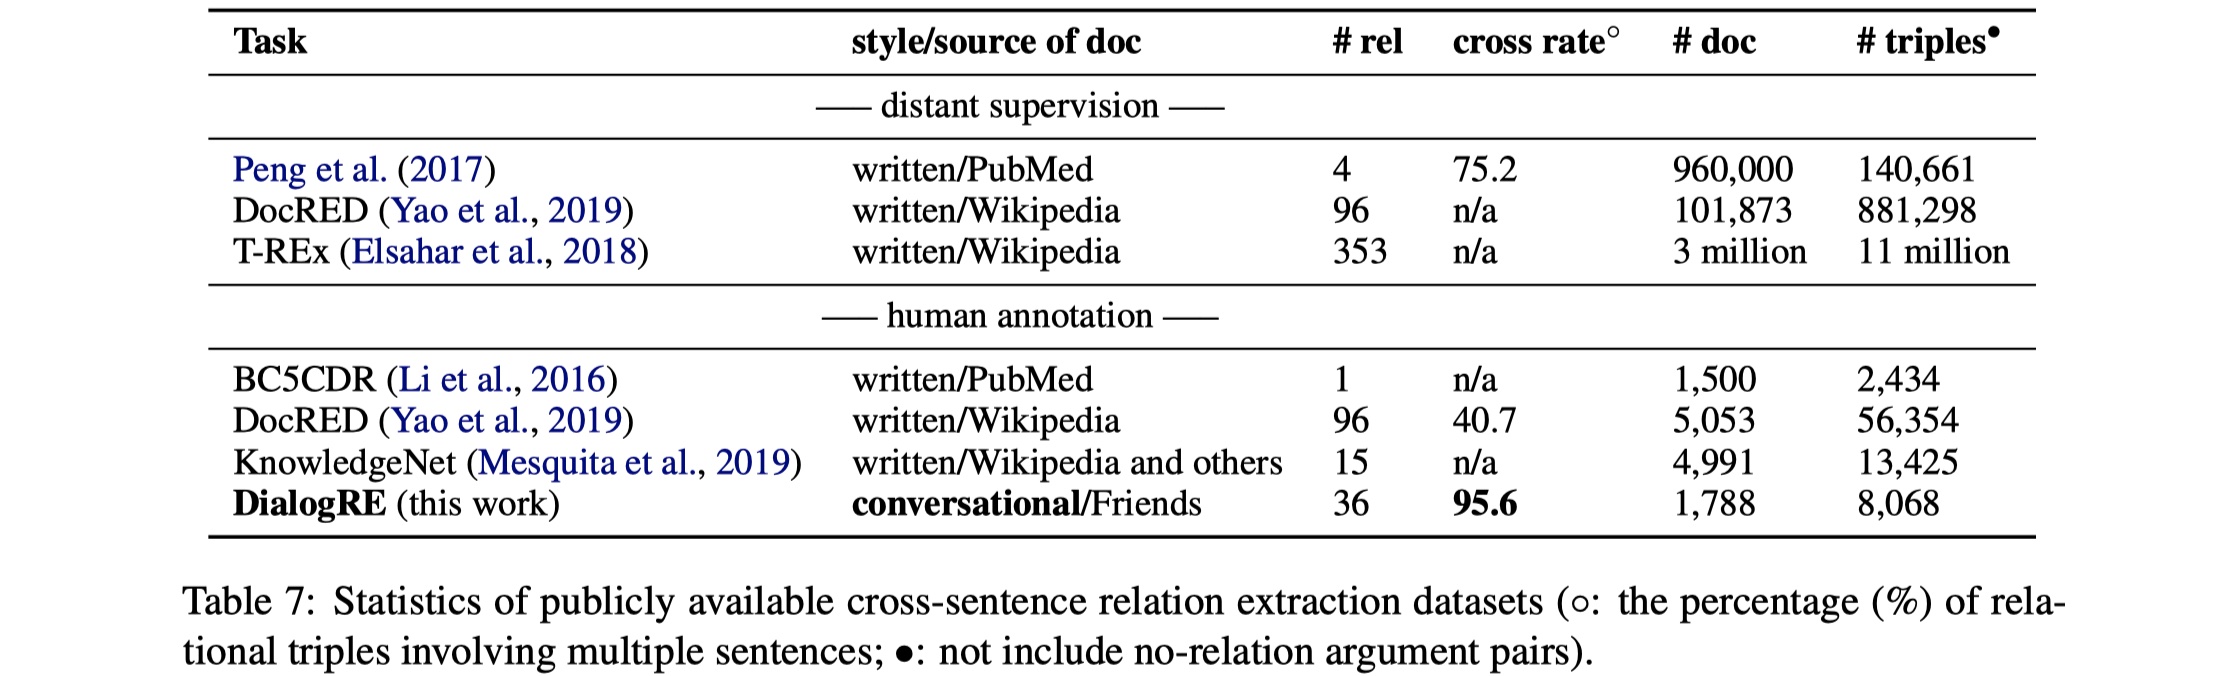 Task style/source of doc # rel cross rate° # doc # triples•
—— distant supervision ——
Peng et al. (2017) written/PubMed 4 75.2 960,000 140,661
DocRED (Yao et al., 2019) written/Wikipedia 96 n/a 101,873 881,298
T-REx (Elsahar et al., 2018) written/Wikipedia 353 n/a 3 million 11 million
—— human annotation ——
BC5CDR (Li et al., 2016) written/PubMed 1 n/a 1,500 2,434
DocRED (Yao et al., 2019) written/Wikipedia 96 40.7 5,053 56,354
KnowledgeNet (Mesquita et al., 2019) written/Wikipedia and others 15 n/a 4,991 13,425
DialogRE (this work) conversational/Friends 36 95.6 1,788 8,068
Table 7: Statistics of publicly available cross-sentence relation extraction datasets (○: the percentage (%) of rela-
tional triples involving multiple sentences; ●: not include no-relation argument pairs).